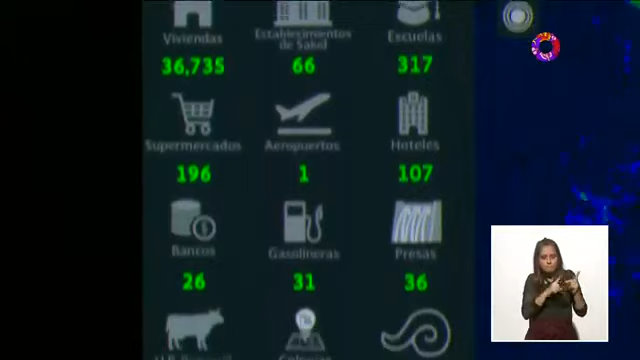 Viviendas
Establecimientos
de Salud
Escuelas
36,735
66
317
Supermercados
Aeropuertos
Hoteles
196
1
107
Bancos
Gasolineras
Presas
26
31
36